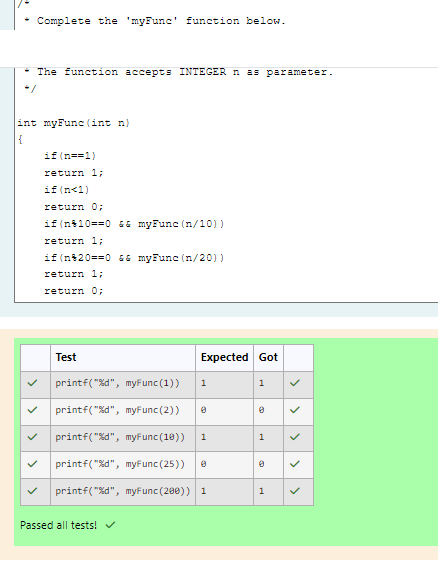 /*
* Complete the 'myFunc' function below.
* The function accepts INTEGER n as parameter.
*/
int myFunc(int n)
{
if(n==1)
return 1;
if(n<1)
return 0;
if(n%10==0 && myFunc(n/10))
return 1;
if(n%20==0 && myFunc(n/20))
return 1;
return 0;
Test Expected Got
printf("%d", myFunc(1)) 1 1
printf("%d", myFunc(2)) 0 0
printf("%d", myFunc(10)) 1 1
printf("%d", myFunc(25)) 0 0
printf("%d", myFunc(200)) 1 1
Passed all tests!